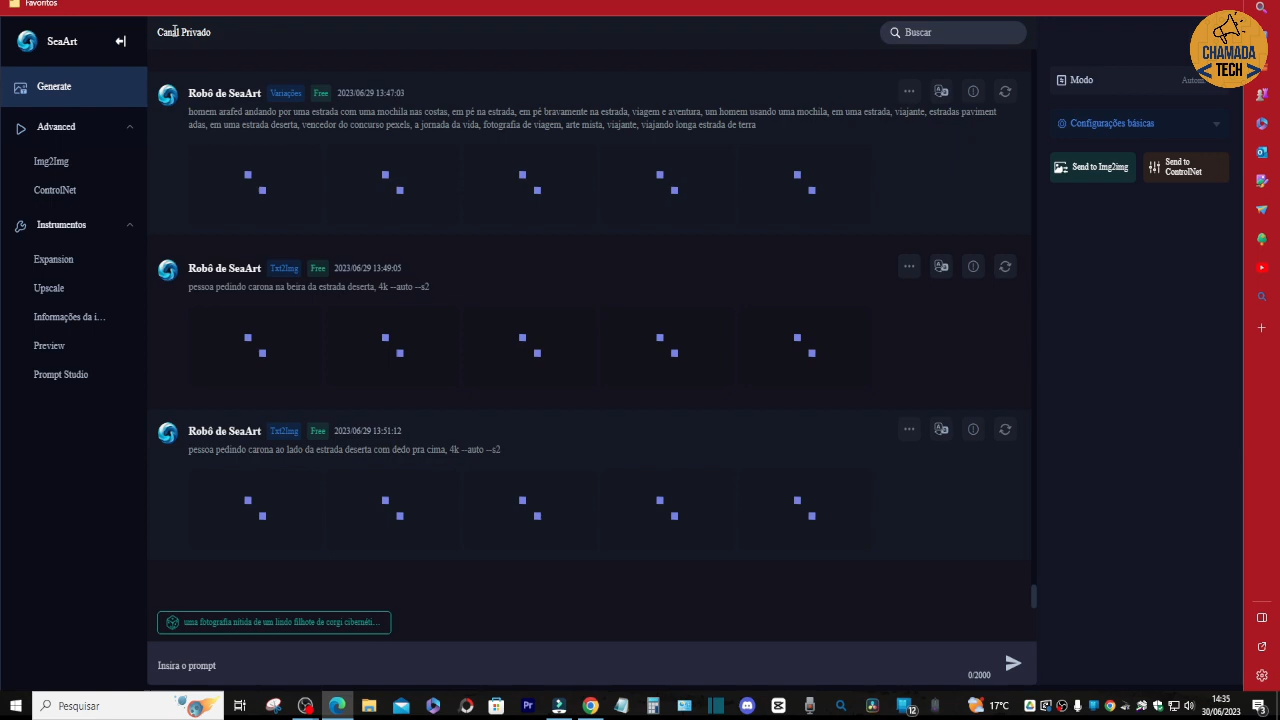 Favoritos
SeaArt
Canal Privado
Buscar
CHAMADA
< TECH >
Generate
Advanced
Img2Img
ControlNet
Instrumentos
Expansion
Upscale
Informações da i...
Preview
Prompt Studio
Robô de SeaArt Variações Free 2023/06/29 13:47:03
homem arafed andando por uma estrada com uma mochila nas costas, em pé na estrada, em pé bravamente na estrada, viagem e aventura, um homem usando uma mochila, em uma estrada, viajante, estradas paviment
adas, em uma estrada deserta, vencedor do concurso pexels, a jornada da vida, fotografia de viagem, arte mista, viajante, viajando longa estrada de terra
Robô de SeaArt Txt2Img Free 2023/06/29 13:49:05
pessoa pedindo carona na beira da estrada deserta, 4k --auto --s2
Robô de SeaArt Txt2Img Free 2023/06/29 13:51:12
pessoa pedindo carona ao lado da estrada deserta com dedo pra cima, 4k --auto --s2
uma fotografia nítida de um lindo filhote de corgi cibernéti...
Insira o prompt
0/2000
Modo
Configurações básicas
Send to Img2img
Send to
ControlNet
Pesquisar
Pr
12
17°C
14:35
30/06/2023